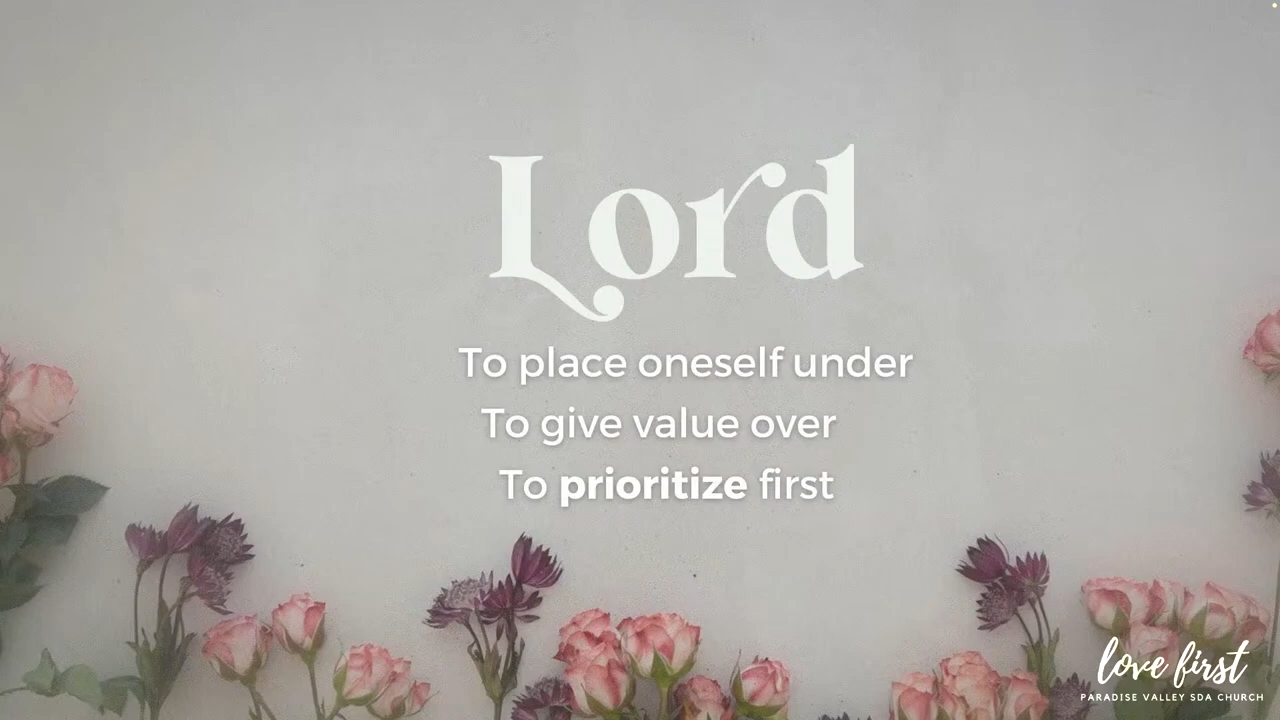 Lord
To place oneself under
To give value over
To prioritize first
love first
PARADISE VALLEY SDA CHURCH